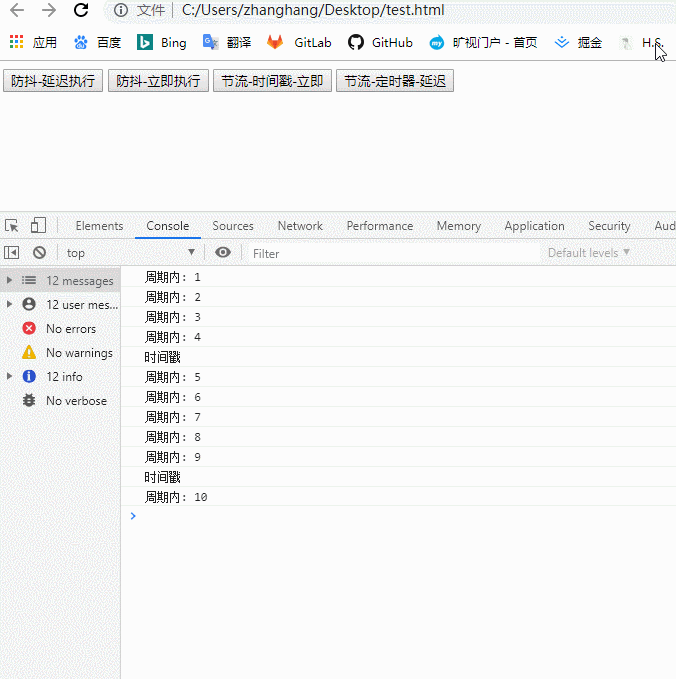 文件 C:/Users/zhanghang/Desktop/test.html
应用 百度 Bing 翻译 GitLab GitHub my 旷视门户 - 首页 掘金 H.S.
防抖-延迟执行 防抖-立即执行 节流-时间戳-立即 节流-定时器-延迟
Elements Console Sources Network Performance Memory Application Security Aud
top Filter Default levels
12 messages
12 user mes...
No errors
No warnings
12 info
No verbose
周期内: 1
周期内: 2
周期内: 3
周期内: 4
时间戳
周期内: 5
周期内: 6
周期内: 7
周期内: 8
周期内: 9
时间戳
周期内: 10